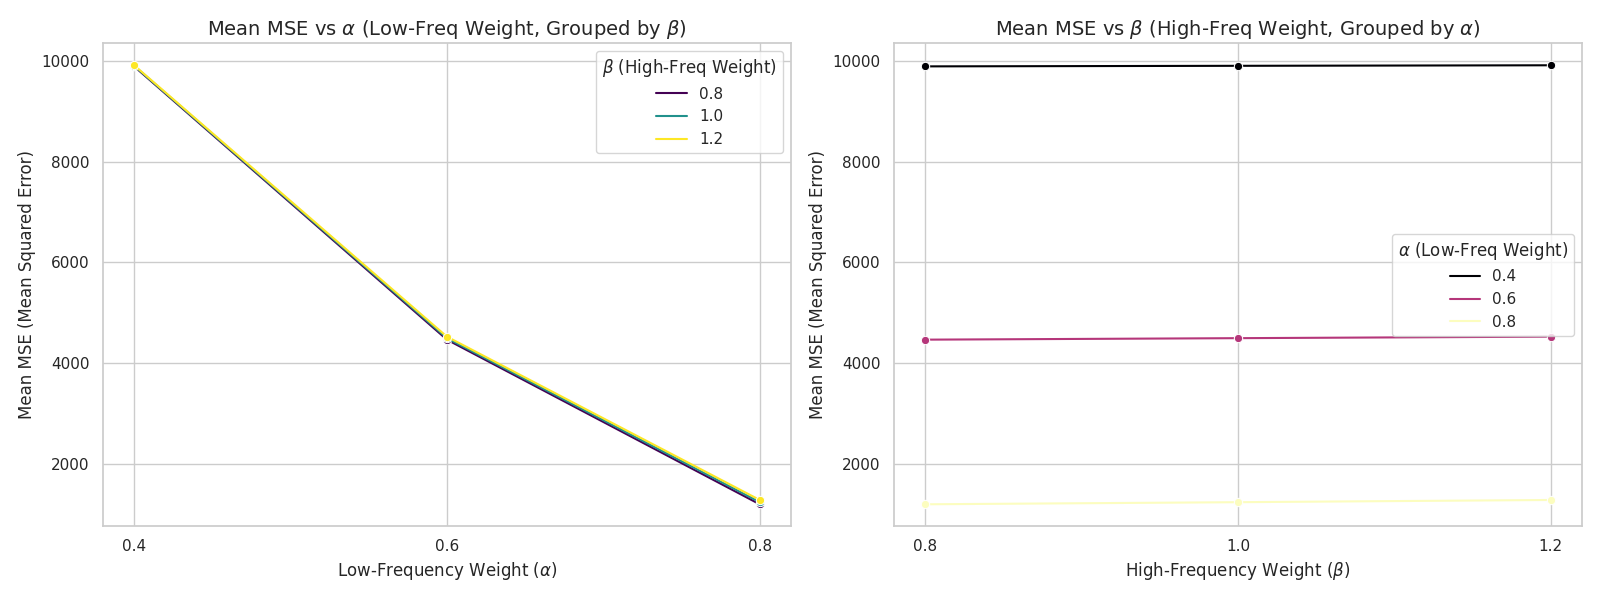 Mean MSE vs α (Low-Freq Weight, Grouped by β)
10000
8000
6000
4000
2000
Mean MSE (Mean Squared Error)
β (High-Freq Weight)
0.8
1.0
1.2
0.4
0.6
0.8
Low-Frequency Weight (α)
Mean MSE vs β (High-Freq Weight, Grouped by α)
10000
8000
6000
4000
2000
Mean MSE (Mean Squared Error)
α (Low-Freq Weight)
0.4
0.6
0.8
0.8
1.0
1.2
High-Frequency Weight (β)